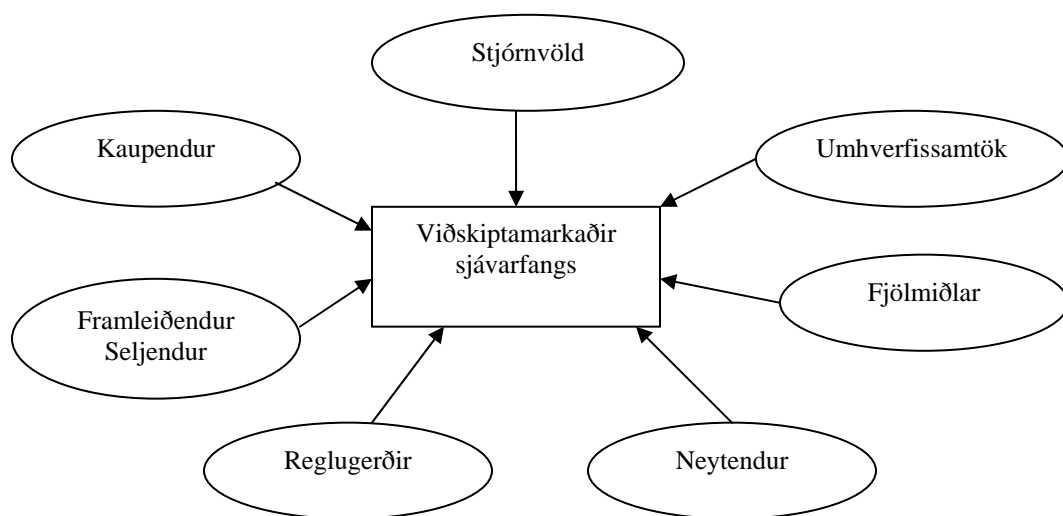 Stjórnvöld
Kaupendur
Umhverfissamtök
Viðskiptamarkaðir
sjávarfangs
Fjölmiðlar
Framleiðendur
Seljendur
Reglugerðir
Neytendur